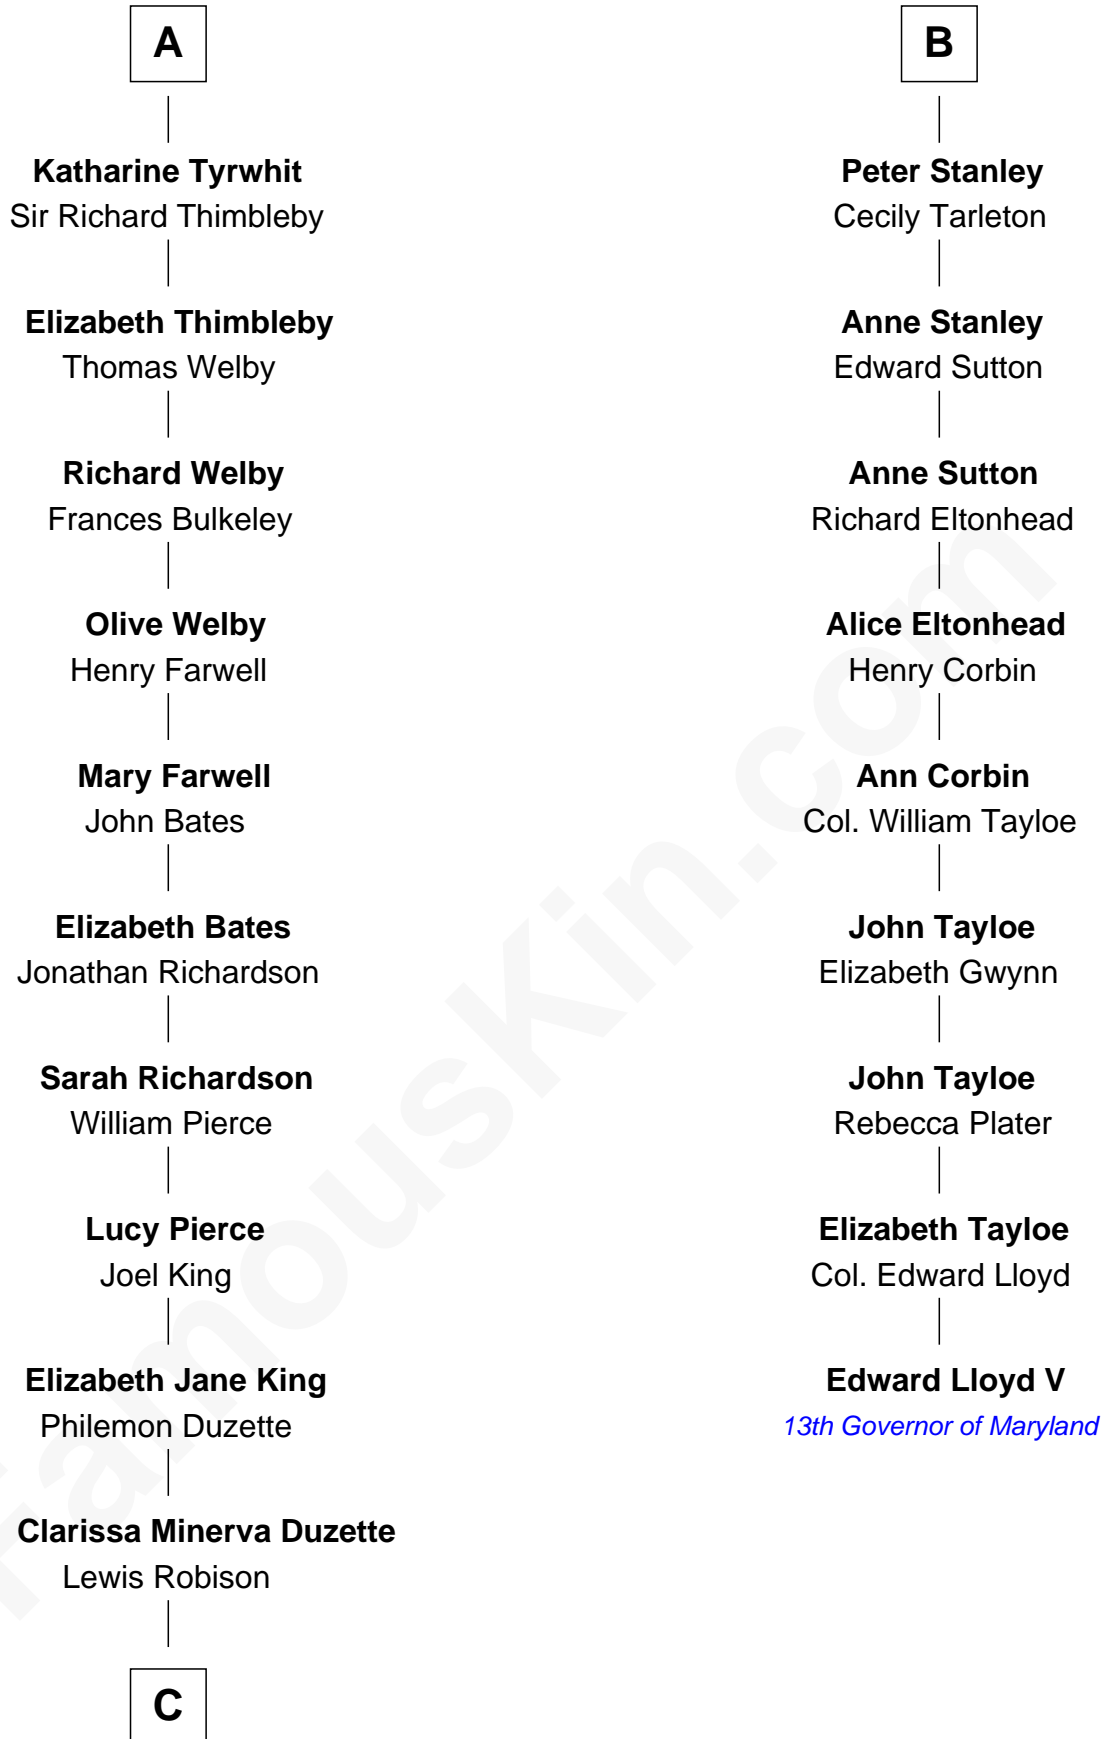 A
Katharine Tyrwhit
Sir Richard Thimbleby
Elizabeth Thimbleby
Thomas Welby
Richard Welby
Frances Bulkeley
Olive Welby
Henry Farwell
Mary Farwell
John Bates
Elizabeth Bates
Jonathan Richardson
Sarah Richardson
William Pierce
Lucy Pierce
Joel King
Elizabeth Jane King
Philemon Duzette
Clarissa Minerva Duzette
Lewis Robison
C
B
Peter Stanley
Cecily Tarleton
Anne Stanley
Edward Sutton
Anne Sutton
Richard Eltonhead
Alice Eltonhead
Henry Corbin
Ann Corbin
Col. William Tayloe
John Tayloe
Elizabeth Gwynn
John Tayloe
Rebecca Plater
Elizabeth Tayloe
Col. Edward Lloyd
Edward Lloyd V
13th Governor of Maryland
FamousKin.com